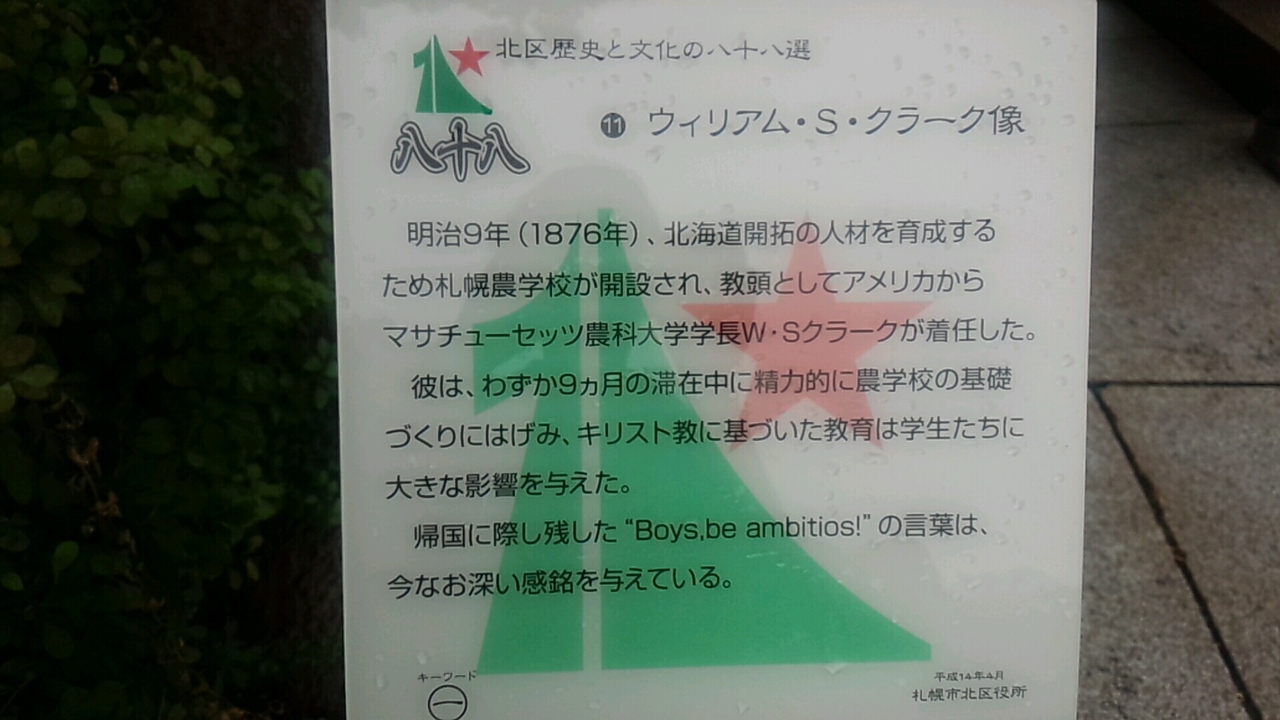 北区歴史と文化の八十八選
八十八
11 ウィリアム・S・クラーク像
明治9年(1876年)、北海道開拓の人材を育成する
ため札幌農学校が開設され、教頭としてアメリカから
マサチューセッツ農科大学学長W・Sクラークが着任した。
彼は、わずか9ヵ月の滞在中に精力的に農学校の基礎
づくりにはげみ、キリスト教に基づいた教育は学生たちに
大きな影響を与えた。
帰国に際し残した“Boys,be ambitios!”の言葉は、
今なお深い感銘を与えている。
キーワード
一
平成14年4月
札幌市北区役所